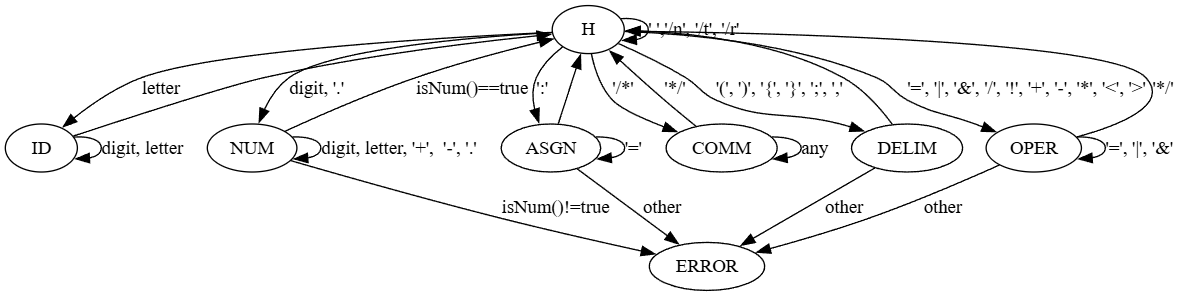 H
' ','/n', '/t', '/r'
letter
digit, '.'
isNum()==true
':'
'/*'
'*/'
'(', ')', '{', '}', ';', ','
'=', '|', '&', '/', '!', '+', '-', '*', '<', '>'
'*/'
ID
digit, letter
NUM
digit, letter, '+',  '-', '.'
ASGN
'='
COMM
any
DELIM
OPER
'=', '|', '&'
isNum()!=true
other
other
other
ERROR